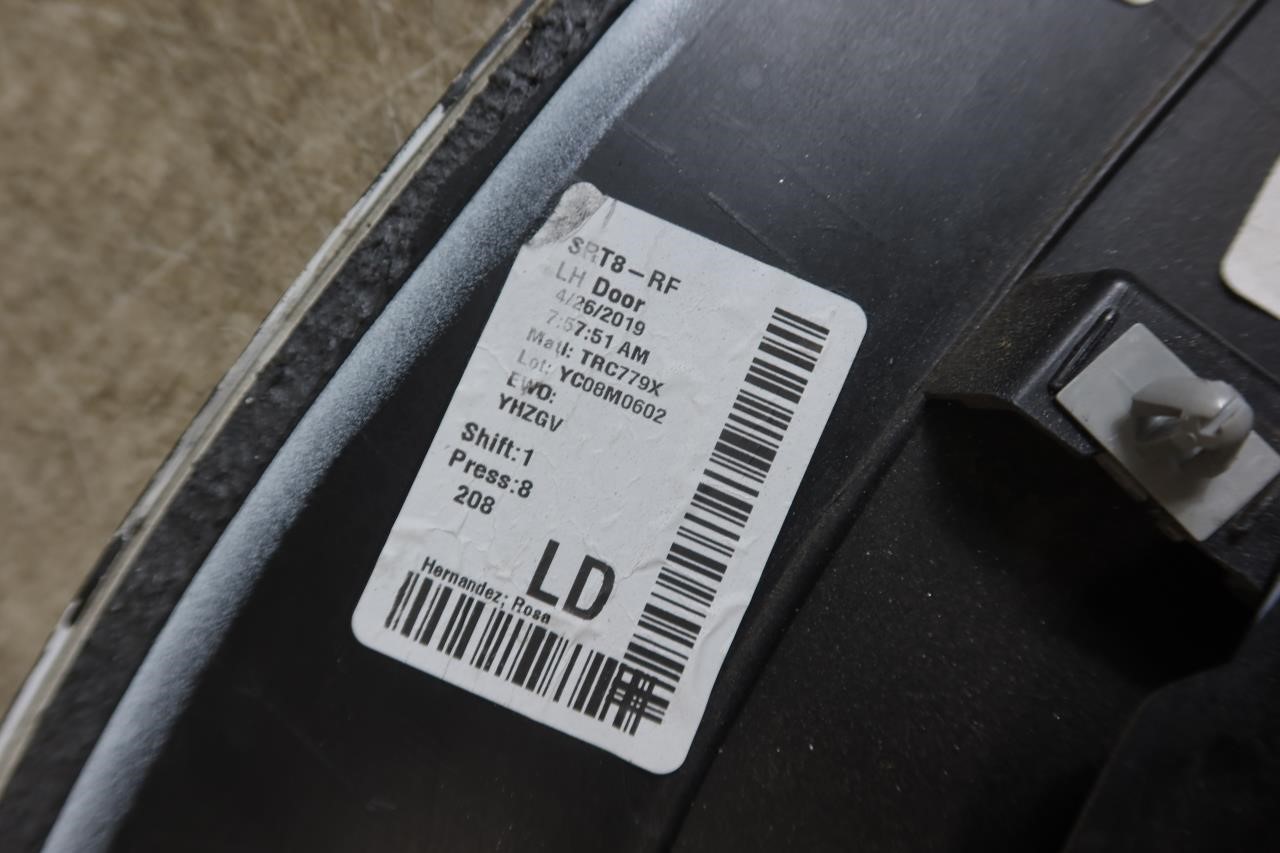 SRT8-RF
LH Door
4/26/2019
7:57:51 AM
Matl: TRC779X
Lot: YC08M0602
EWO:
YHZGV
Shift:1
Press:8
208
LD
Hernandez; Rosa